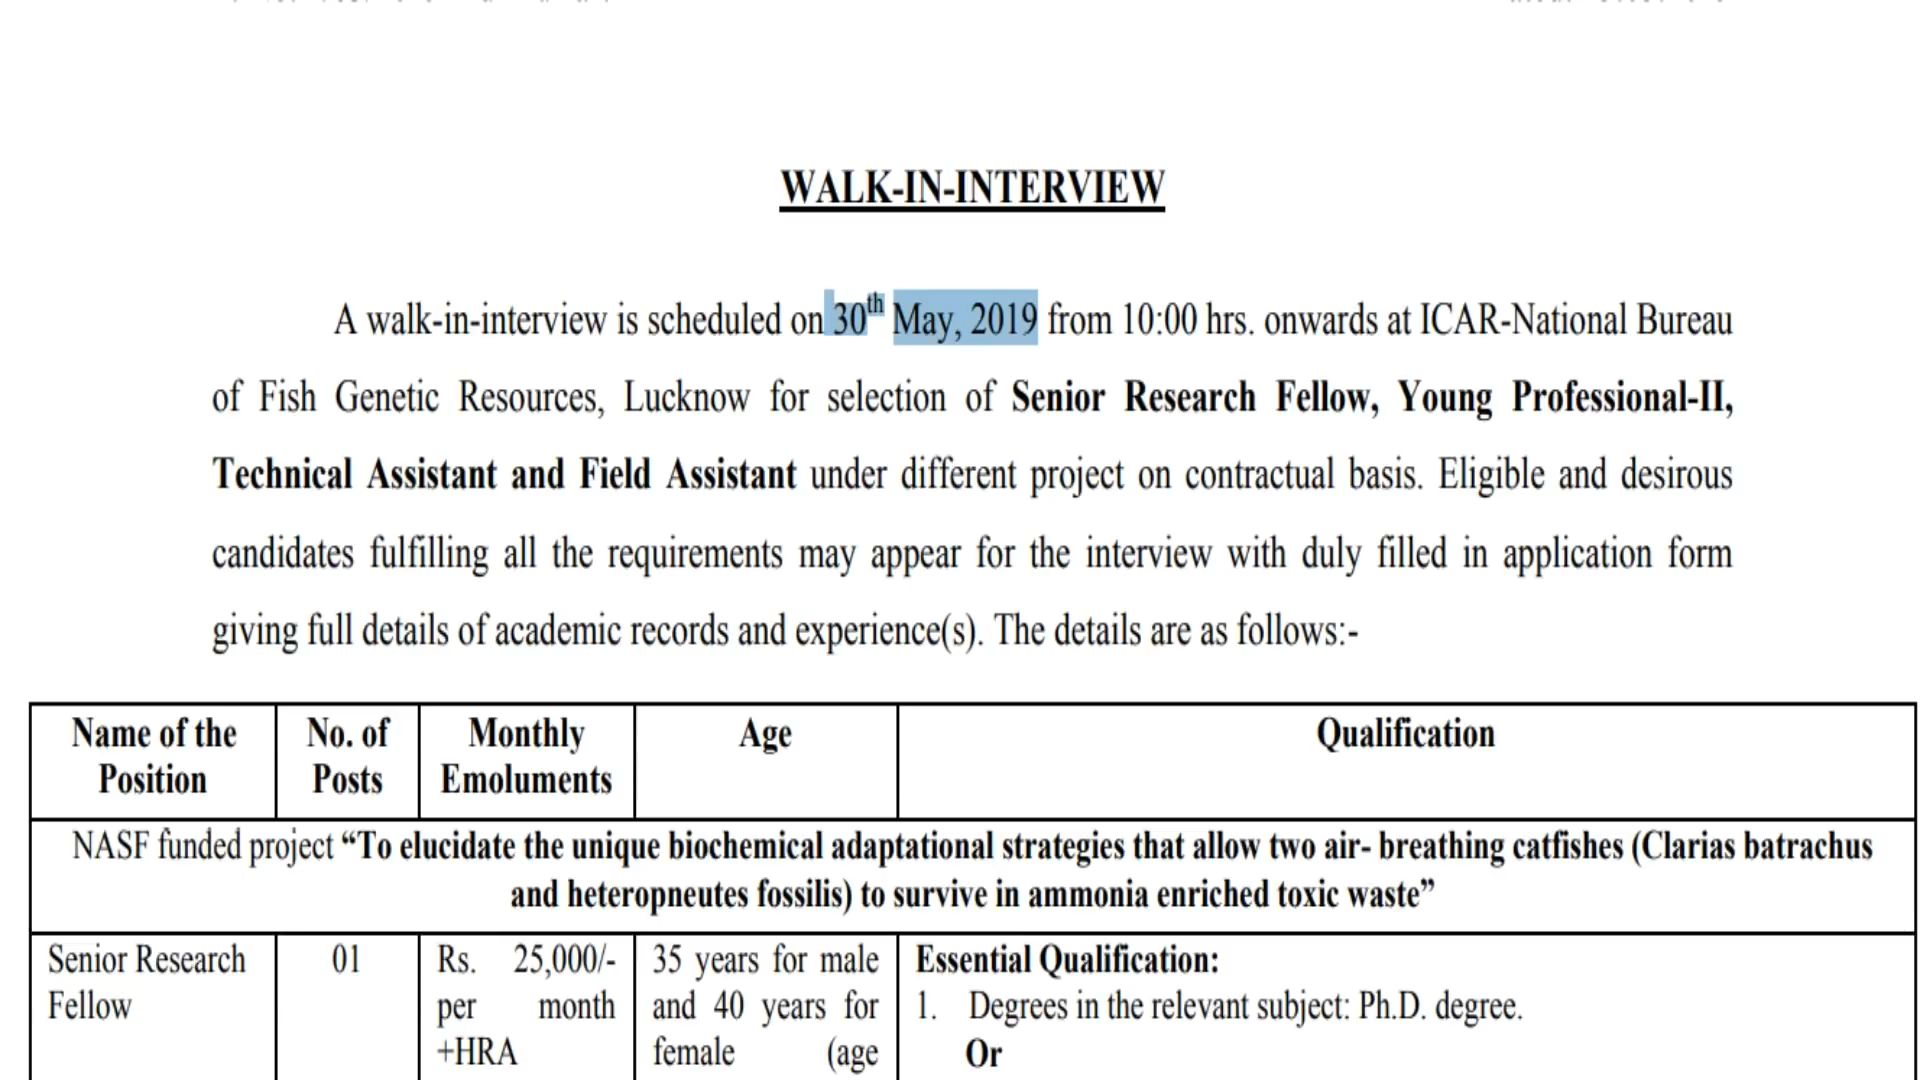 WALK-IN-INTERVIEW
A walk-in-interview is scheduled on 30th May, 2019 from 10:00 hrs. onwards at ICAR-National Bureau
of Fish Genetic Resources, Lucknow for selection of Senior Research Fellow, Young Professional-II,
Technical Assistant and Field Assistant under different project on contractual basis. Eligible and desirous
candidates fulfilling all the requirements may appear for the interview with duly filled in application form
giving full details of academic records and experience(s). The details are as follows:-
Name of the
Position
No. of
Posts
Monthly
Emoluments
Age
Qualification
NASF funded project “To elucidate the unique biochemical adaptational strategies that allow two air- breathing catfishes (Clarias batrachus
and heteropneutes fossilis) to survive in ammonia enriched toxic waste”
Senior Research
Fellow
01
Rs. 25,000/-
per month
+HRA
35 years for male
and 40 years for
female (age
Essential Qualification:
1. Degrees in the relevant subject: Ph.D. degree.
Or